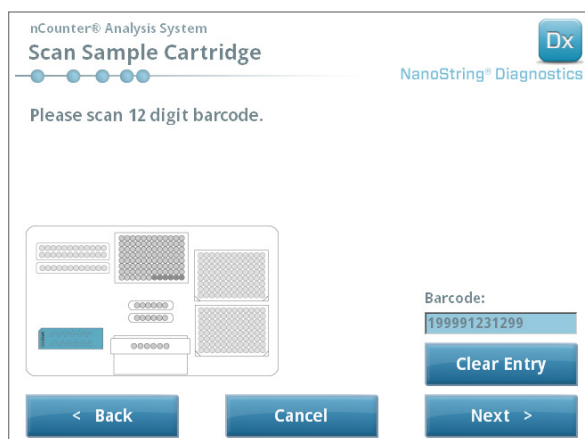 nCounter® Analysis System
Scan Sample Cartridge
Dx
NanoString® Diagnostics
Please scan 12 digit barcode.
Barcode:
199991231299
Clear Entry
< Back
Cancel
Next >